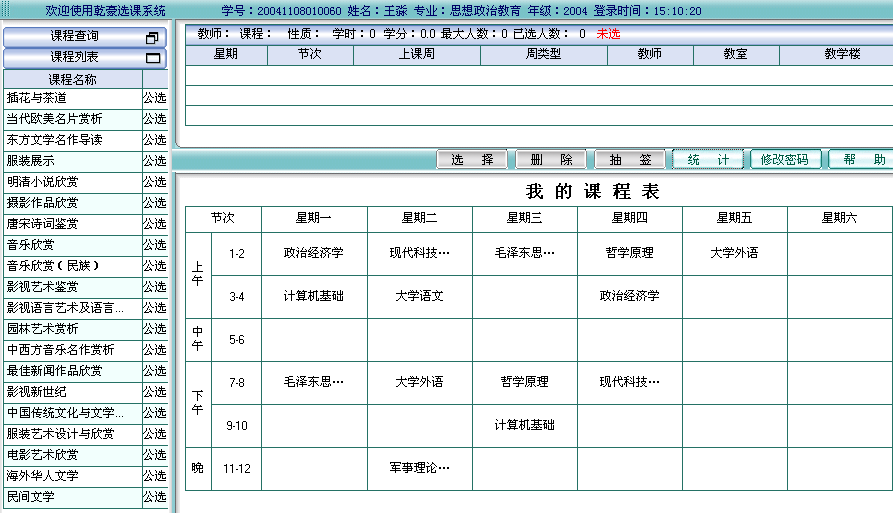 欢迎使用乾豪选课系统 学号：20041108010060 姓名：王淼 专业：思想政治教育 年级：2004 登录时间：15:10:20
课程查询
课程列表
课程名称
插花与茶道 公选
当代欧美名片赏析 公选
东方文学名作导读 公选
服装展示 公选
明清小说欣赏 公选
摄影作品欣赏 公选
唐宋诗词鉴赏 公选
音乐欣赏 公选
音乐欣赏（民族） 公选
影视艺术鉴赏 公选
影视语言艺术及语言... 公选
园林艺术赏析 公选
中西方音乐名作赏析 公选
最佳新闻作品欣赏 公选
影视新世纪 公选
中国传统文化与文学... 公选
服装艺术设计与欣赏 公选
电影艺术欣赏 公选
海外华人文学 公选
民间文学 公选
教师： 课程： 性质： 学时：0 学分：0.0 最大人数：0 已选人数： 0 未选
星期 节次 上课周 周类型 教师 教室 教学楼
选 择 删 除 抽 签 统 计 修改密码 帮 助
我 的 课 程 表
节次 星期一 星期二 星期三 星期四 星期五 星期六
上午 1-2 政治经济学 现代科技… 毛泽东思… 哲学原理 大学外语
3-4 计算机基础 大学语文 政治经济学
中午 5-6
下午 7-8 毛泽东思… 大学外语 哲学原理 现代科技…
9-10 计算机基础
晚 11-12 军事理论…